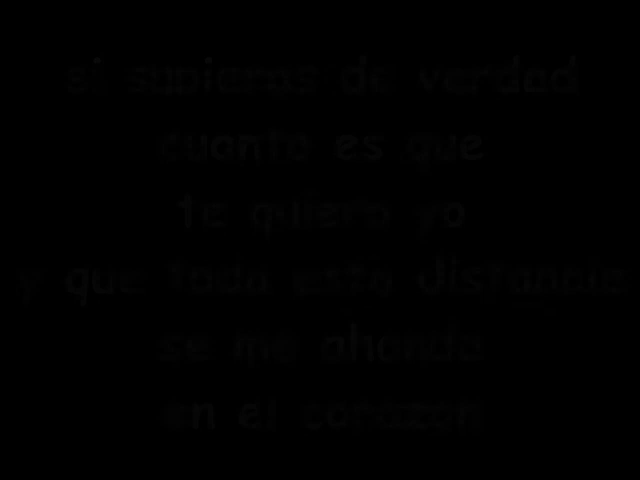 si supieras de verdad
cuanto es que
te quiero yo
y que toda esta distancia
se me ahonda
en el corazon